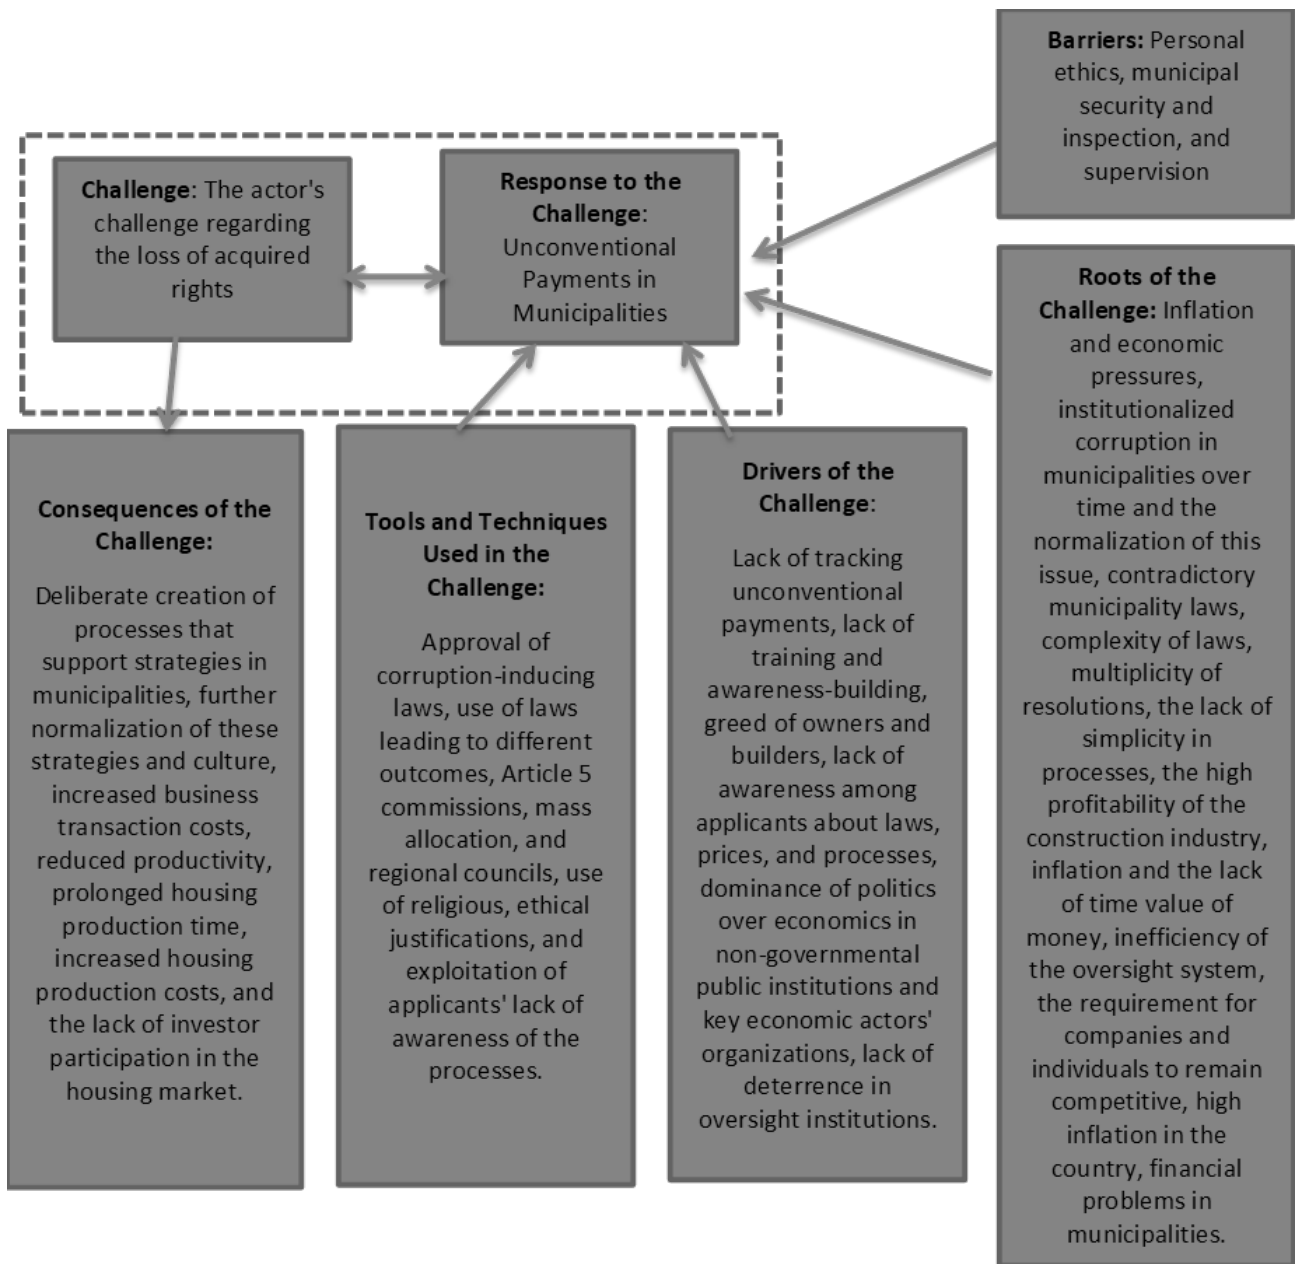 Barriers: Personal
ethics, municipal
security and
inspection, and
supervision
Challenge: The actor's
challenge regarding
the loss of acquired
rights
Response to the
Challenge:
Unconventional
Payments in
Municipalities
Roots of the
Challenge: Inflation
and economic
pressures,
institutionalized
corruption in
municipalities over
time and the
normalization of this
issue, contradictory
municipality laws,
complexity of laws,
multiplicity of
resolutions, the lack of
simplicity in
processes, the high
profitability of the
construction industry,
inflation and the lack
of time value of
money, inefficiency of
the oversight system,
the requirement for
companies and
individuals to remain
competitive, high
inflation in the
country, financial
problems in
municipalities.
Consequences of the
Challenge:
Deliberate creation of
processes that
support strategies in
municipalities, further
normalization of these
strategies and culture,
increased business
transaction costs,
reduced productivity,
prolonged housing
production time,
increased housing
production costs, and
the lack of investor
participation in the
housing market.
Tools and Techniques
Used in the
Challenge:
Approval of
corruption-inducing
laws, use of laws
leading to different
outcomes, Article 5
commissions, mass
allocation, and
regional councils, use
of religious, ethical
justifications, and
exploitation of
applicants' lack of
awareness of the
processes.
Drivers of the
Challenge:
Lack of tracking
unconventional
payments, lack of
training and
awareness-building,
greed of owners and
builders, lack of
awareness among
applicants about laws,
prices, and processes,
dominance of politics
over economics in
non-governmental
public institutions and
key economic actors'
organizations, lack of
deterrence in
oversight institutions.